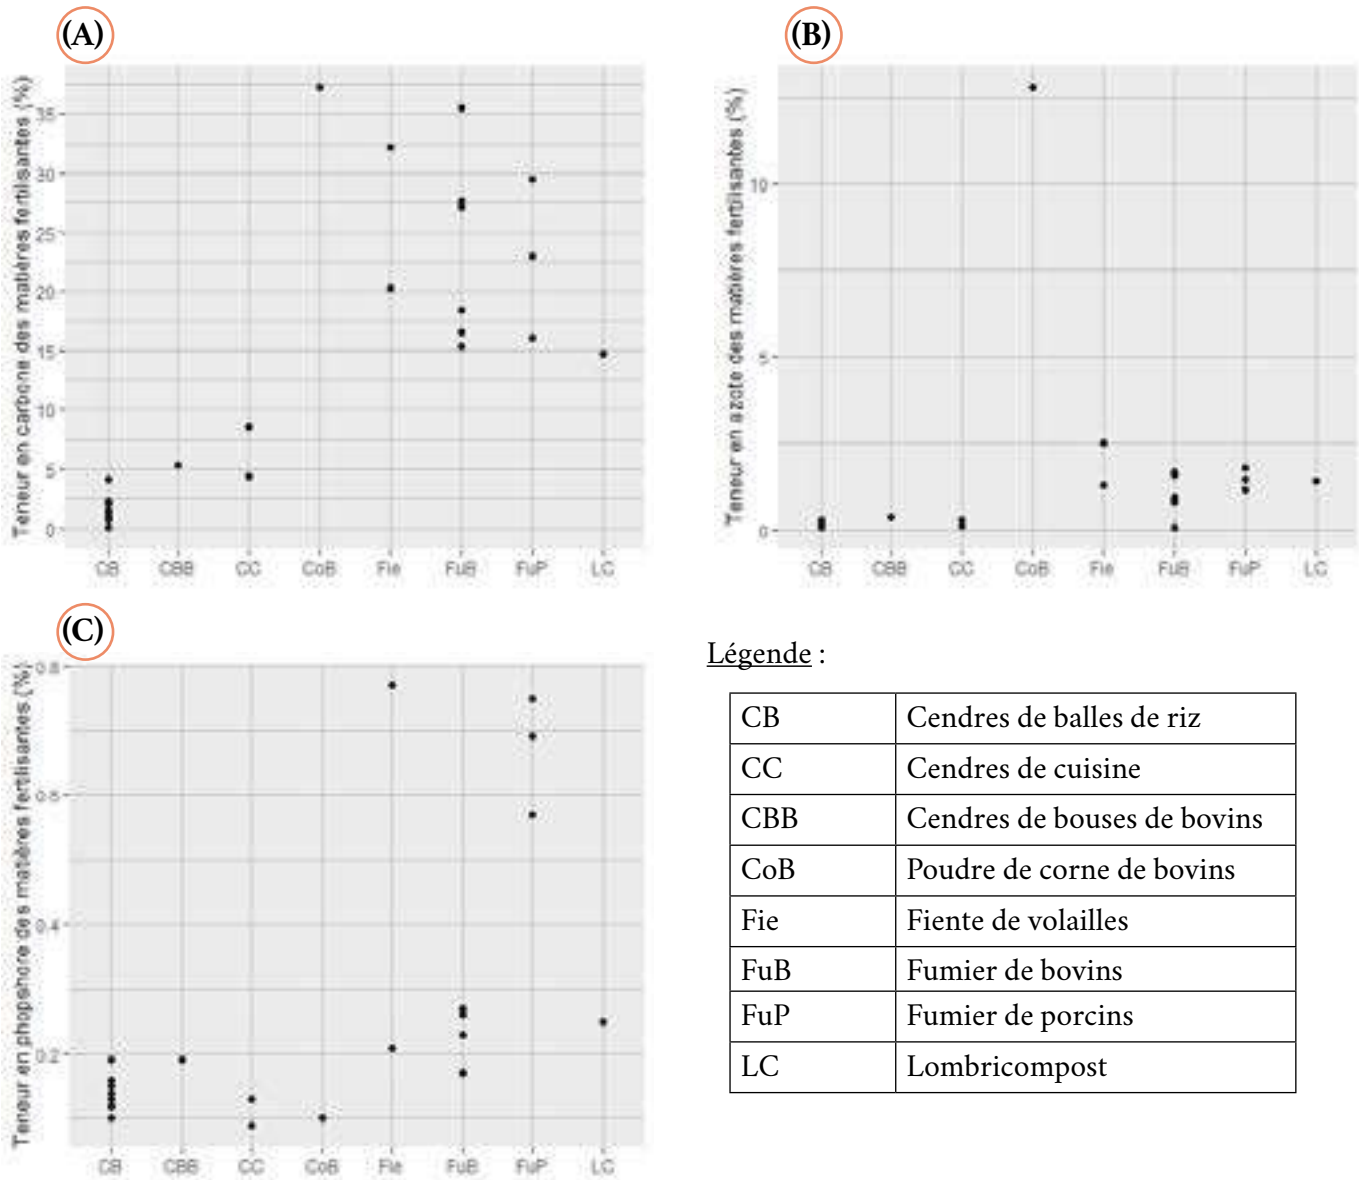 (A)
Teneur en carbone des matières fertilisantes (%)
35
30
25
20
15
10
5
0
CB CBB CC CoB Fie FuB FuP LC
(B)
Teneur en azote des matières fertilisantes (%)
10
5
0
CB CBB CC CoB Fie FuB FuP LC
(C)
Teneur en phopshore des matières fertilisantes (%)
0.8
0.6
0.4
0.2
CB CBB CC CoB Fie FuB FuP LC
Légende :
CB Cendres de balles de riz
CC Cendres de cuisine
CBB Cendres de bouses de bovins
CoB Poudre de corne de bovins
Fie Fiente de volailles
FuB Fumier de bovins
FuP Fumier de porcins
LC Lombricompost